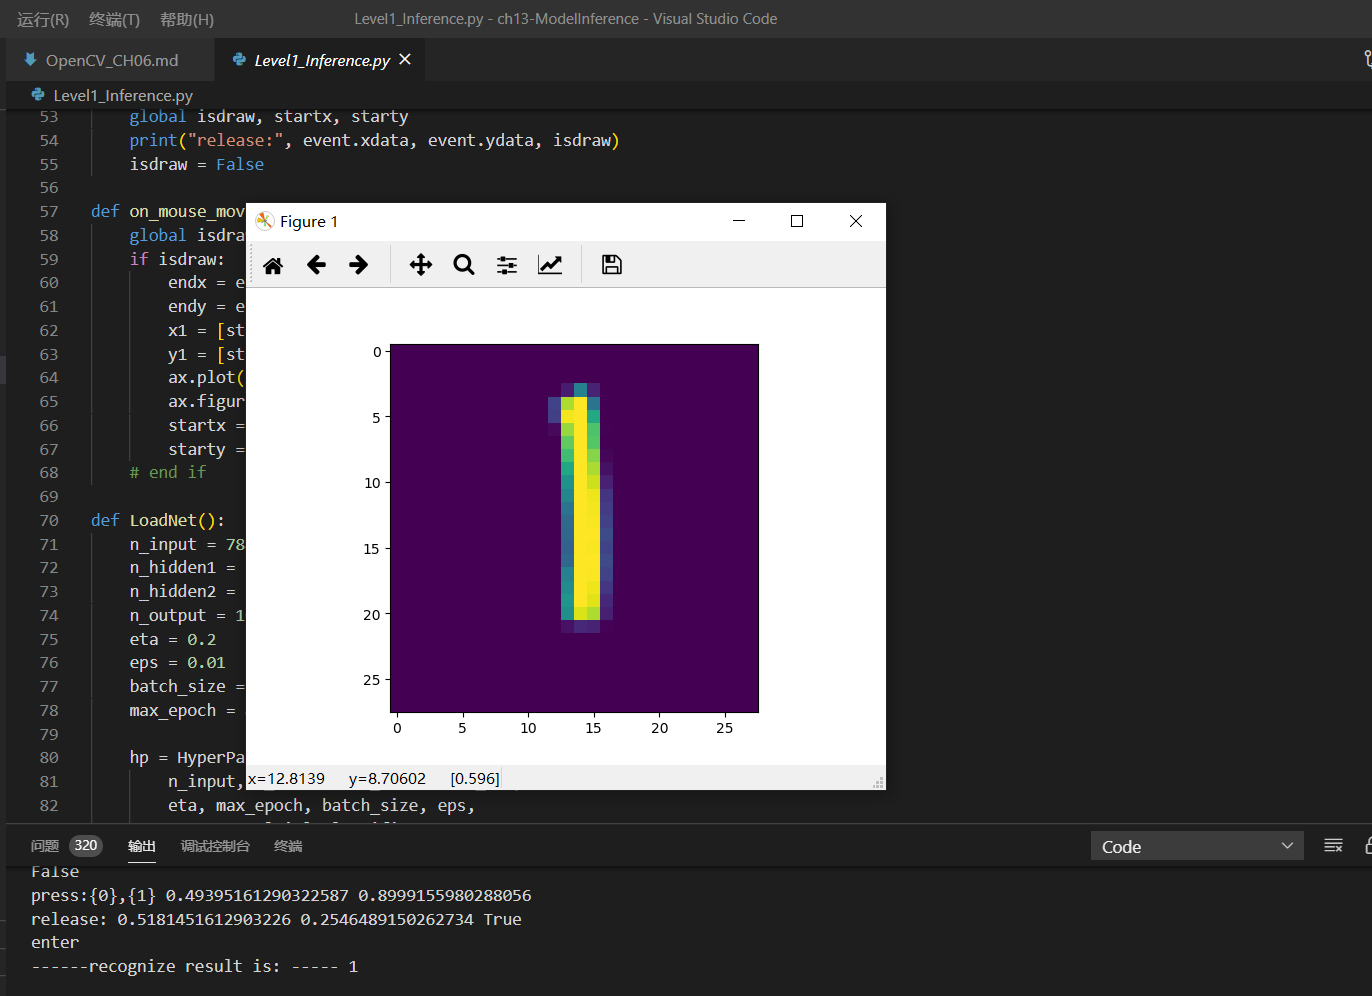 运行(R) 终端(T) 帮助(H) Level1_Inference.py - ch13-ModelInference - Visual Studio Code
OpenCV_CH06.md Level1_Inference.py
Level1_Inference.py
53 global isdraw, startx, starty
54 print("release:", event.xdata, event.ydata, isdraw)
55 isdraw = False
56
57 def on_mouse_mov
58 global isdra
59 if isdraw:
60 endx = e
61 endy = e
62 x1 = [st
63 y1 = [st
64 ax.plot(
65 ax.figur
66 startx =
67 starty =
68 # end if
69
70 def LoadNet():
71 n_input = 78
72 n_hidden1 =
73 n_hidden2 =
74 n_output = 1
75 eta = 0.2
76 eps = 0.01
77 batch_size =
78 max_epoch =
79
80 hp = HyperPa
81 n_input,
82 eta, max_epoch, batch_size, eps,
Figure 1
0
5
10
15
20
25
0 5 10 15 20 25
x=12.8139 y=8.70602 [0.596]
问题 320 输出 调试控制台 终端 Code
False
press:{0},{1} 0.49395161290322587 0.8999155980288056
release: 0.5181451612903226 0.2546489150262734 True
enter
------recognize result is: ----- 1